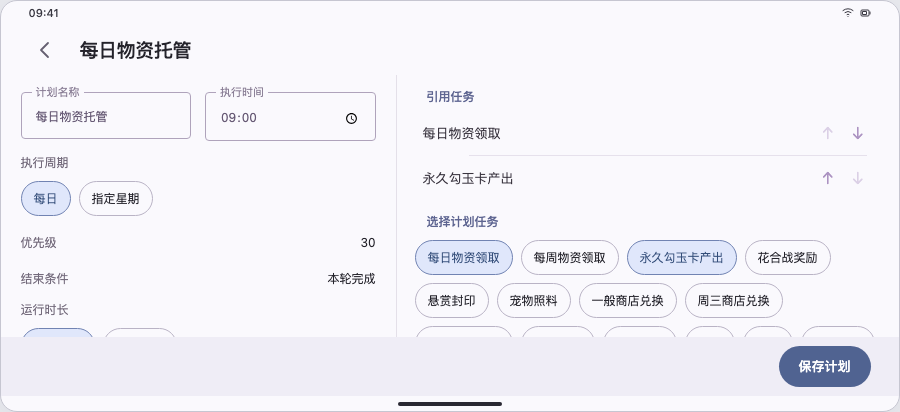 09:41
每日物资托管
计划名称
每日物资托管
执行时间
09:00
执行周期
每日
指定星期
优先级
30
结束条件
本轮完成
运行时长
引用任务
每日物资领取
永久勾玉卡产出
选择计划任务
每日物资领取
每周物资领取
永久勾玉卡产出
花合战奖励
悬赏封印
宠物照料
一般商店兑换
周三商店兑换
保存计划